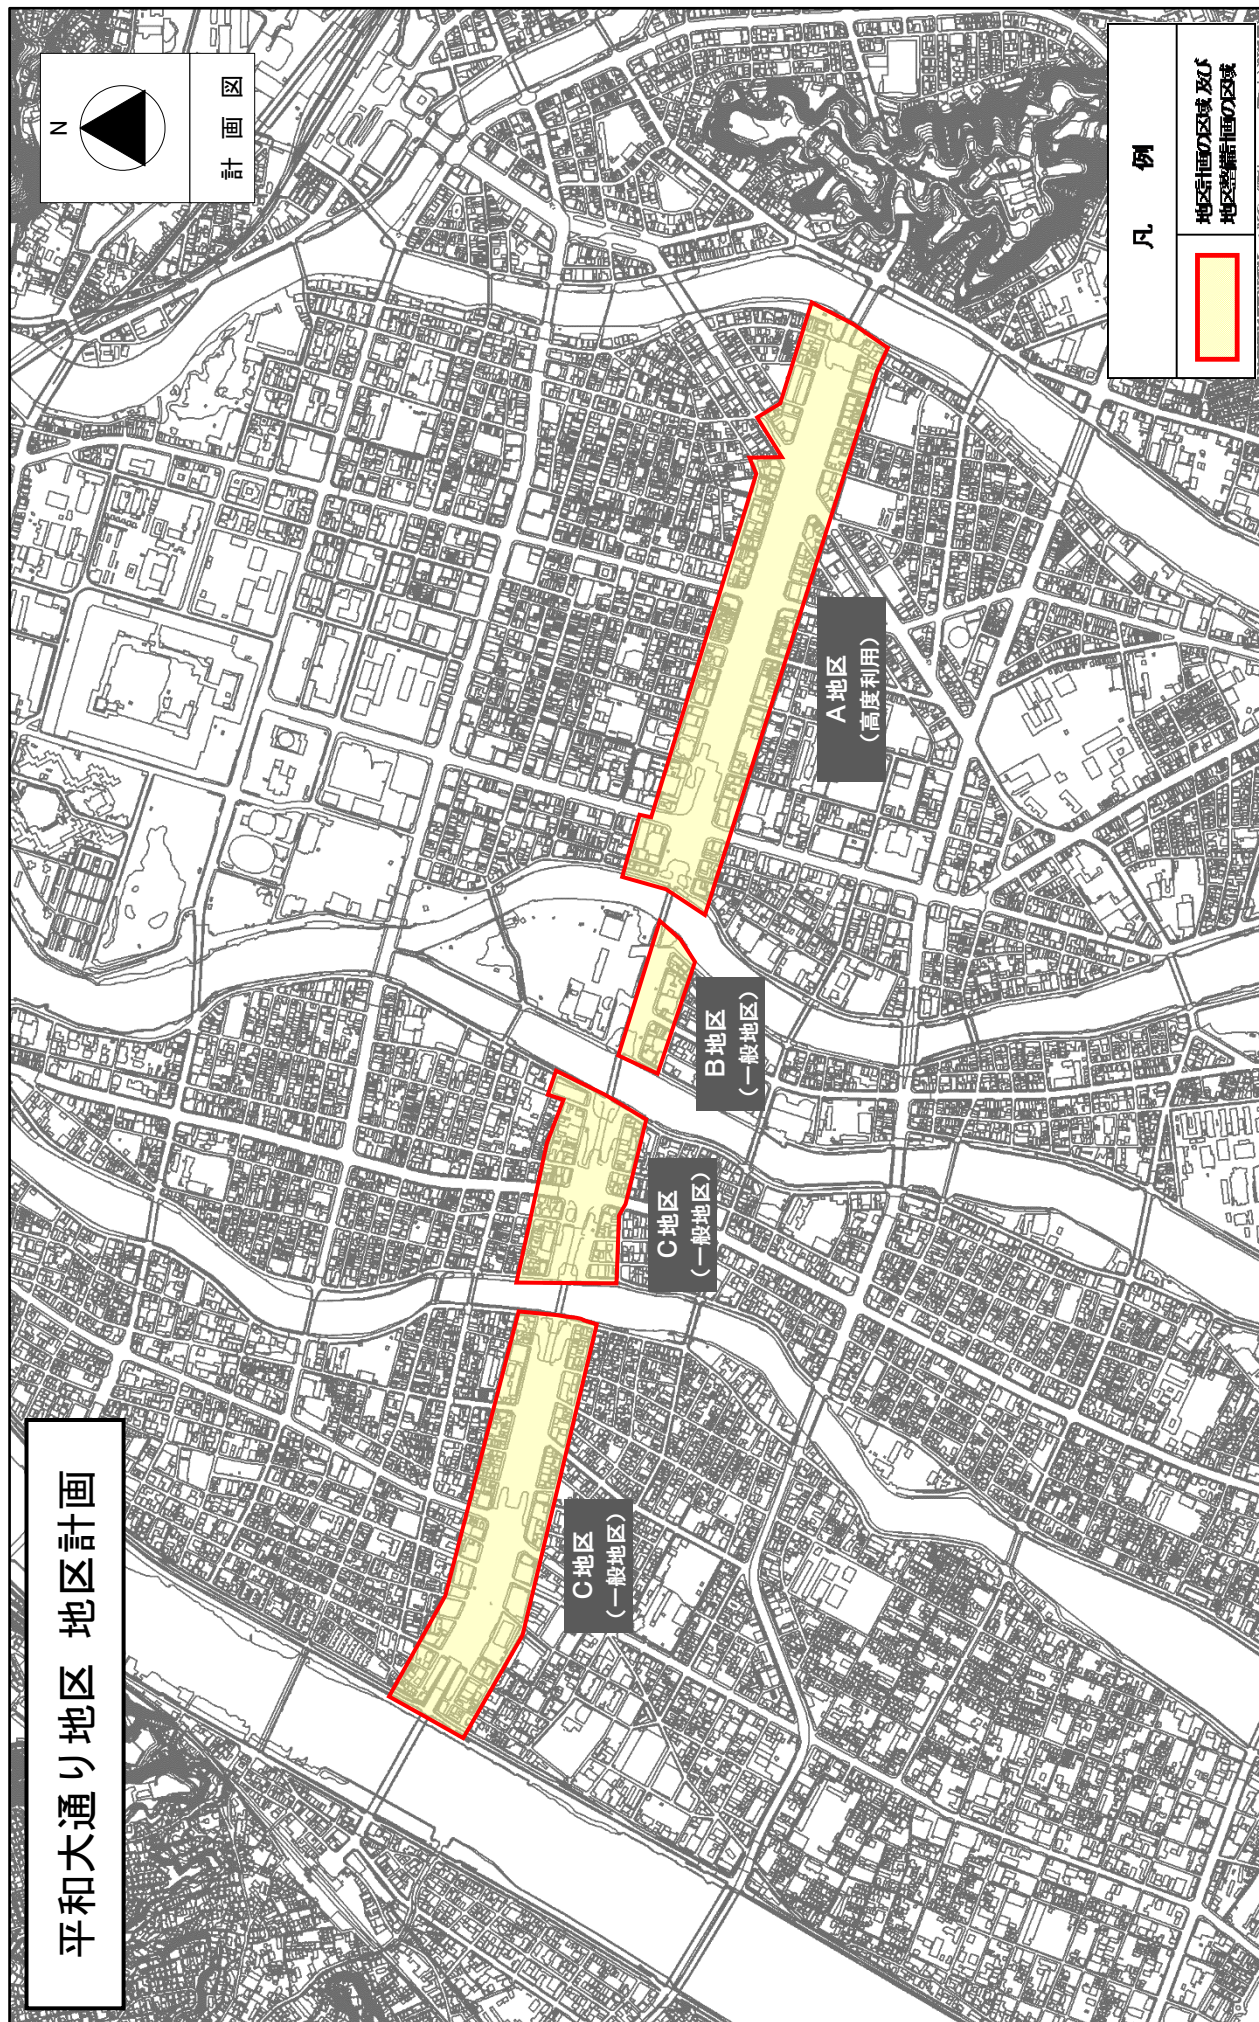 平和大通り地区 地区計画
N
計画図
凡例
地区計画の区域 及び
地区整備計画の区域
A地区
（高度利用）
B地区
（一般地区）
C地区
（一般地区）
C地区
（一般地区）